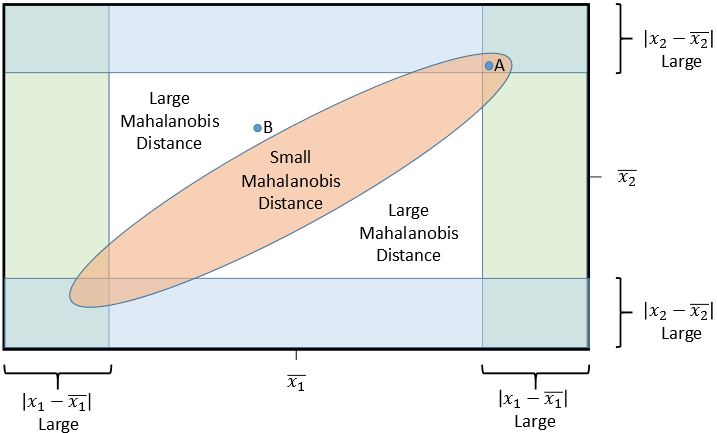 |x₂ − x̅₂|
Large
A
Large
Mahalanobis
Distance
B
Small
Mahalanobis
Distance
x̅₂
Large
Mahalanobis
Distance
|x₂ − x̅₂|
Large
x̅₁
|x₁ − x̅₁|
Large
|x₁ − x̅₁|
Large